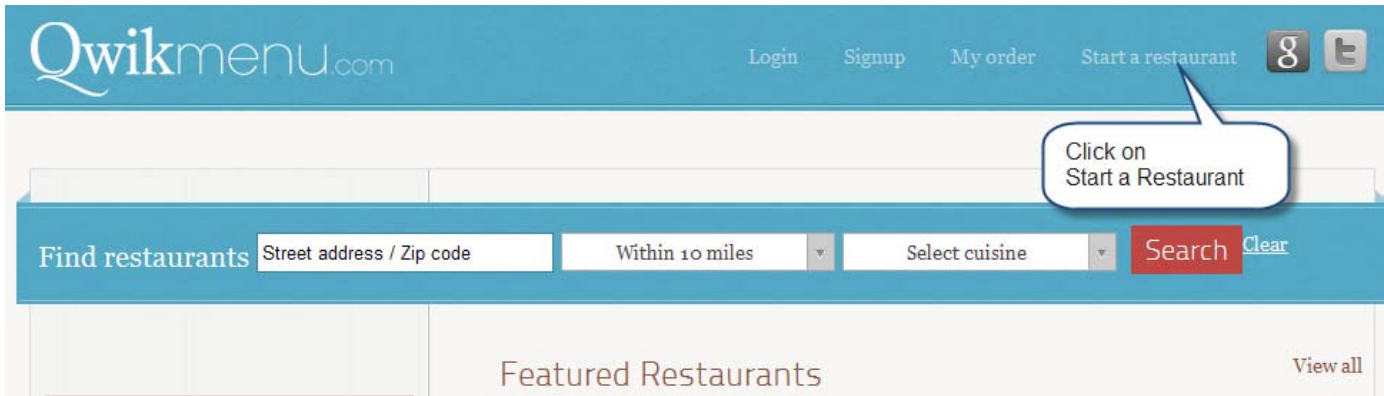 Qwikmenu.com
Login Signup My order Start a restaurant g t
Click on
Start a Restaurant
Find restaurants Street address / Zip code Within 10 miles Select cuisine Search Clear
Featured Restaurants View all